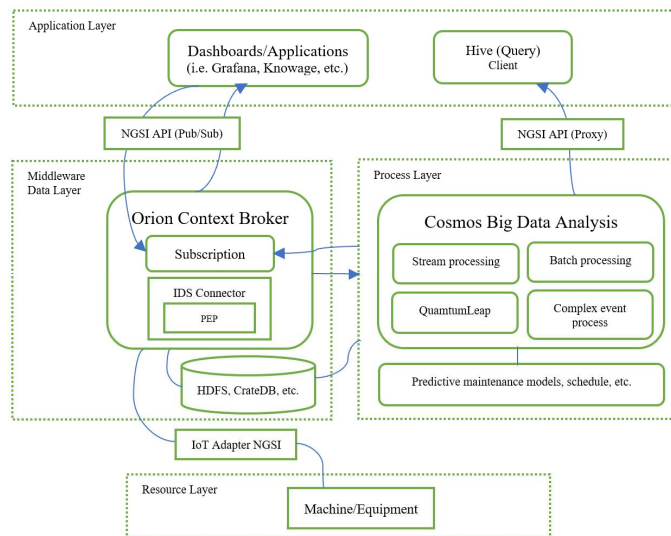 Application Layer
Dashboards/Applications
(i.e. Grafana, Knowage, etc.)
Hive (Query)
Client
NGSI API (Pub/Sub)
NGSI API (Proxy)
Middleware
Data Layer
Orion Context Broker
Subscription
IDS Connector
PEP
HDFS, CrateDB, etc.
Process Layer
Cosmos Big Data Analysis
Stream processing
Batch processing
QuamtumLeap
Complex event
process
Predictive maintenance models, schedule, etc.
IoT Adapter NGSI
Resource Layer
Machine/Equipment